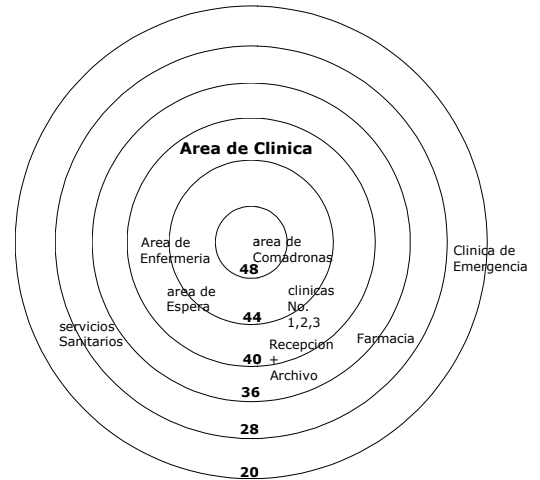 Area de Clinica
Area de
Enfermeria
area de
Comadronas
Clinica de
Emergencia
48
area de
Espera
clinicas
No.
1,2,3
44
servicios
Sanitarios
Recepcion
+
Archivo
Farmacia
40
36
28
20